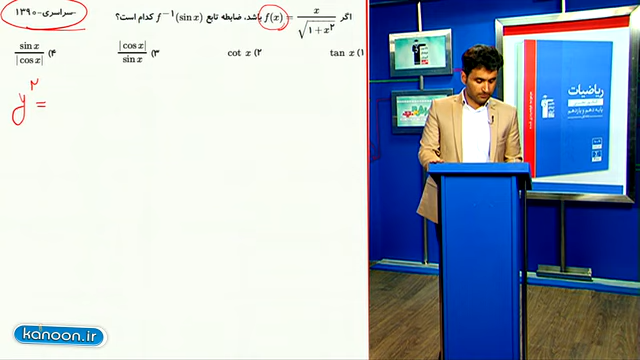 -سراسری-۱۳۹۰
اگر f(x) = x / √(1+x²) باشد، ضابطه تابع f⁻¹(sin x) کدام است؟
۱) tan x ۲) cot x ۳) |cos x| / sin x ۴) sin x / |cos x|
y² =
ریاضیات
kanoon.ir